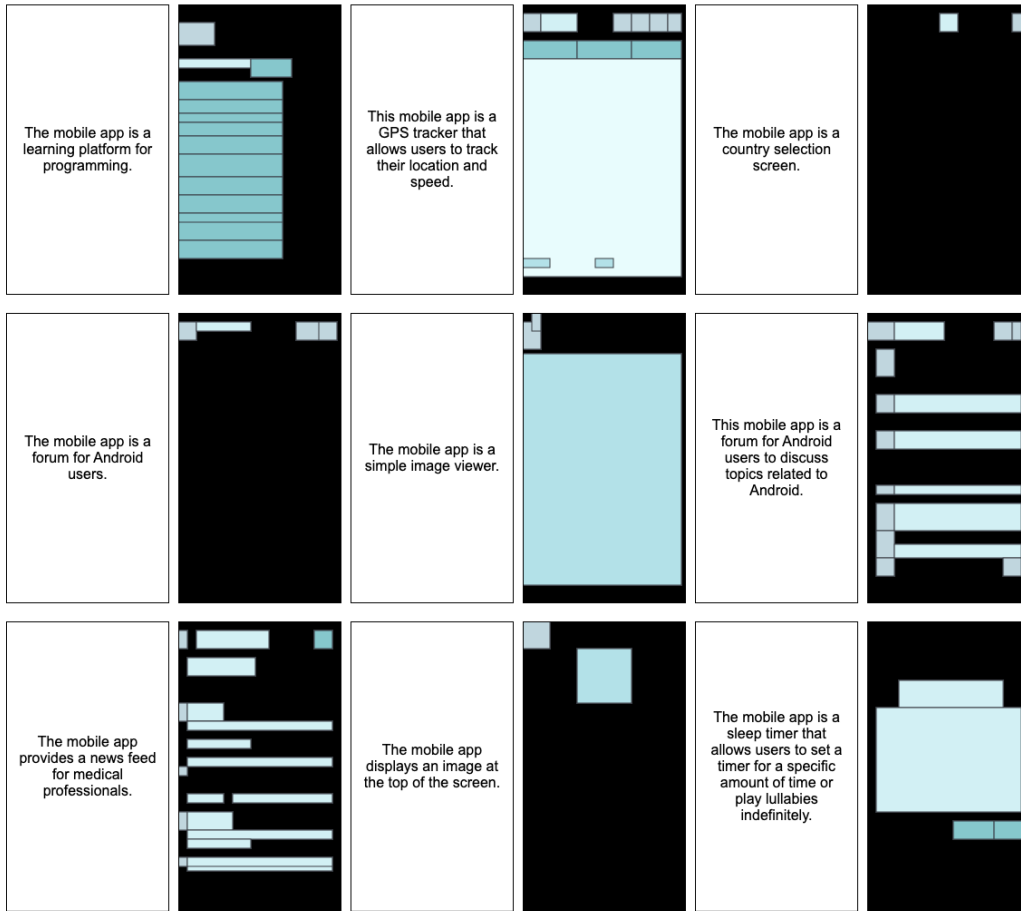 The mobile app is a
learning platform for
programming.
This mobile app is a
GPS tracker that
allows users to track
their location and
speed.
The mobile app is a
country selection
screen.
The mobile app is a
forum for Android
users.
The mobile app is a
simple image viewer.
This mobile app is a
forum for Android
users to discuss
topics related to
Android.
The mobile app
provides a news feed
for medical
professionals.
The mobile app
displays an image at
the top of the screen.
The mobile app is a
sleep timer that
allows users to set a
timer for a specific
amount of time or
play lullabies
indefinitely.